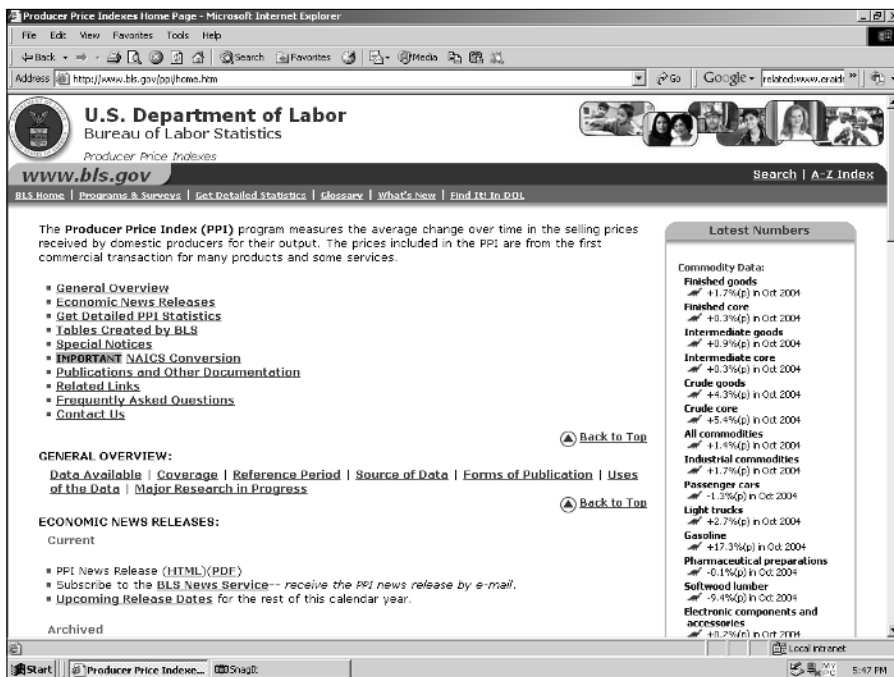 Producer Price Indexes Home Page - Microsoft Internet Explorer
File Edit View Favorites Tools Help
Back Search Favorites Media
Address http://www.bls.gov/ppi/home.htm Go Google related:www.eraid »
U.S. Department of Labor
Bureau of Labor Statistics
Producer Price Indexes
www.bls.gov
Search | A-Z Index
BLS Home | Programs & Surveys | Get Detailed Statistics | Glossary | What's New | Find It! In DOL
The Producer Price Index (PPI) program measures the average change over time in the selling prices
received by domestic producers for their output. The prices included in the PPI are from the first
commercial transaction for many products and some services.
General Overview
Economic News Releases
Get Detailed PPI Statistics
Tables Created by BLS
Special Notices
IMPORTANT NAICS Conversion
Publications and Other Documentation
Related Links
Frequently Asked Questions
Contact Us
Back to Top
GENERAL OVERVIEW:
Data Available | Coverage | Reference Period | Source of Data | Forms of Publication | Uses
of the Data | Major Research in Progress
Back to Top
ECONOMIC NEWS RELEASES:
Current
PPI News Release (HTML)(PDF)
Subscribe to the BLS News Service-- receive the PPI news release by e-mail.
Upcoming Release Dates for the rest of this calendar year.
Archived
Latest Numbers
Commodity Data:
Finished goods
+1.7%(p) in Oct 2004
Finished core
+0.3%(p) in Oct 2004
Intermediate goods
+0.9%(p) in Oct 2004
Intermediate core
+0.3%(p) in Oct 2004
Crude goods
+4.3%(p) in Oct 2004
Crude core
+5.4%(p) in Oct 2004
All commodities
+1.4%(p) in Oct 2004
Industrial commodities
+1.7%(p) in Oct 2004
Passenger cars
-1.3%(p) in Oct 2004
Light trucks
+2.7%(p) in Oct 2004
Gasoline
+17.3%(p) in Oct 2004
Pharmaceutical preparations
-0.1%(p) in Oct 2004
Softwood lumber
-9.4%(p) in Oct 2004
Electronic components and
accessories
+0.2%(p) in Oct 2004
Local intranet
Start Producer Price Indexe... SnagIt MY PC 5:47 PM